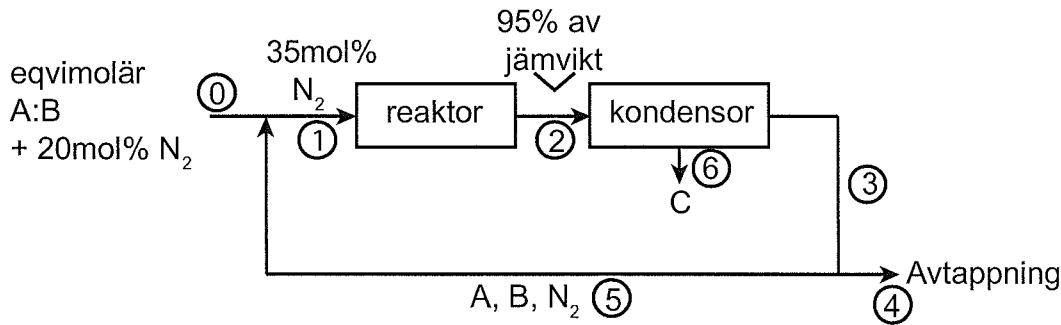 eqvimolär
A:B
+ 20mol% N₂
0
35mol%
N₂
1
reaktor
95% av
jämvikt
2
kondensor
6
C
3
A, B, N₂
5
Avtappning
4